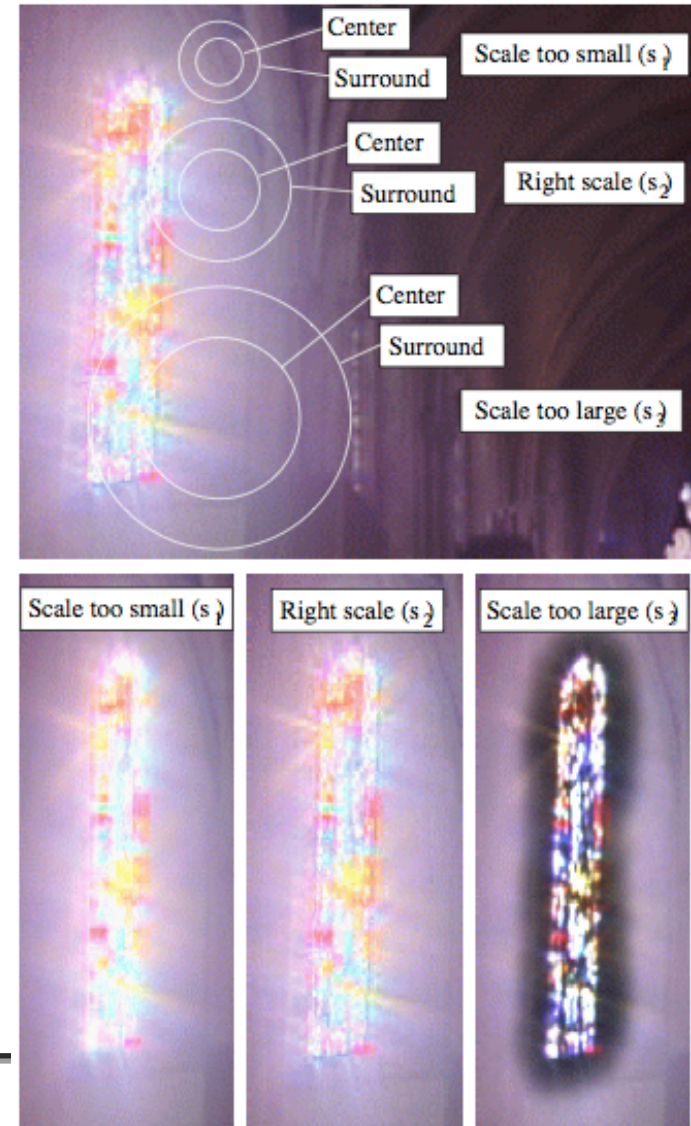 Center
Scale too small (s₁)
Surround
Center
Right scale (s₂)
Surround
Center
Surround
Scale too large (s₃)
Scale too small (s₁)
Right scale (s₂)
Scale too large (s₃)